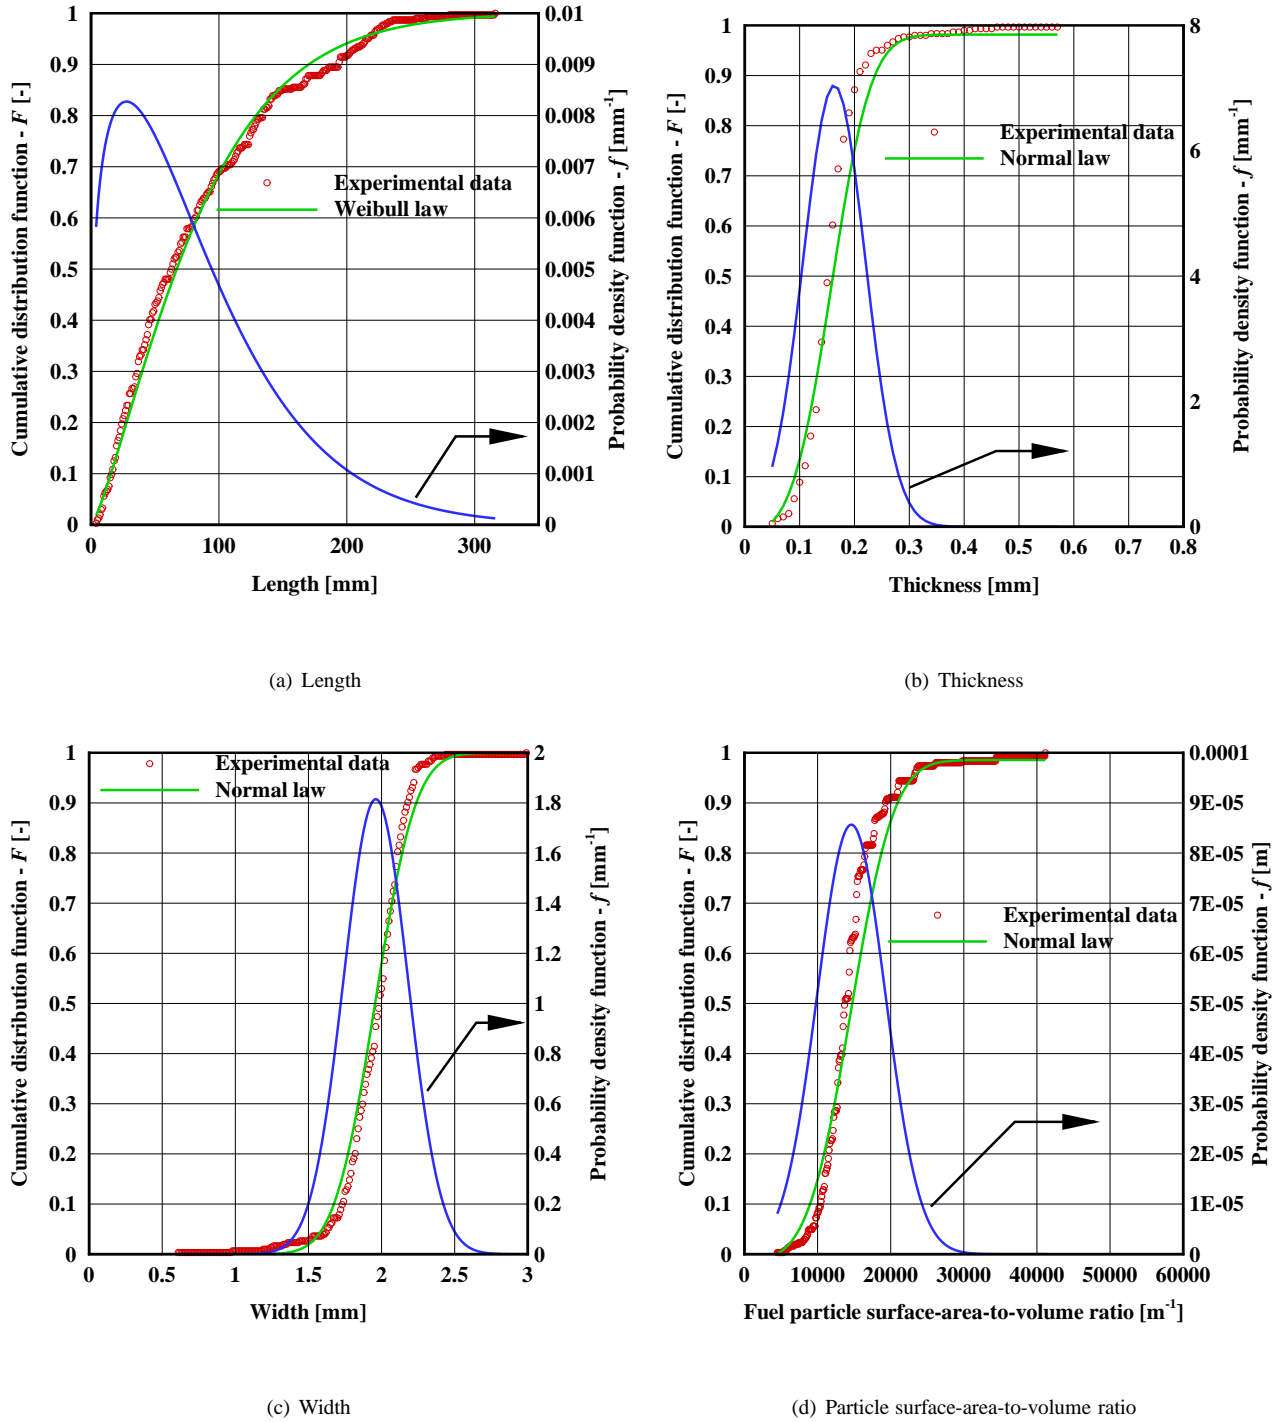 Cumulative distribution function - F [-]
1
0.9
0.8
0.7
0.6
0.5
0.4
0.3
0.2
0.1
0
Experimental data
Weibull law
0.01
0.009
0.008
0.007
0.006
0.005
0.004
0.003
0.002
0.001
0
Probability density function - f [mm-1]
0 100 200 300
Length [mm]
(a) Length
Cumulative distribution function - F [-]
1
0.9
0.8
0.7
0.6
0.5
0.4
0.3
0.2
0.1
0
Experimental data
Normal law
8
6
4
2
0
Probability density function - f [mm-1]
0 0.1 0.2 0.3 0.4 0.5 0.6 0.7 0.8
Thickness [mm]
(b) Thickness
Cumulative distribution function - F [-]
1
0.9
0.8
0.7
0.6
0.5
0.4
0.3
0.2
0.1
0
Experimental data
Normal law
2
1.8
1.6
1.4
1.2
1
0.8
0.6
0.4
0.2
0
Probability density function - f [mm-1]
0 0.5 1 1.5 2 2.5 3
Width [mm]
(c) Width
Cumulative distribution function - F [-]
1
0.9
0.8
0.7
0.6
0.5
0.4
0.3
0.2
0.1
0
Experimental data
Normal law
0.0001
9E-05
8E-05
7E-05
6E-05
5E-05
4E-05
3E-05
2E-05
1E-05
0
Probability density function - f [m]
0 10000 20000 30000 40000 50000 60000
Fuel particle surface-area-to-volume ratio [m-1]
(d) Particle surface-area-to-volume ratio